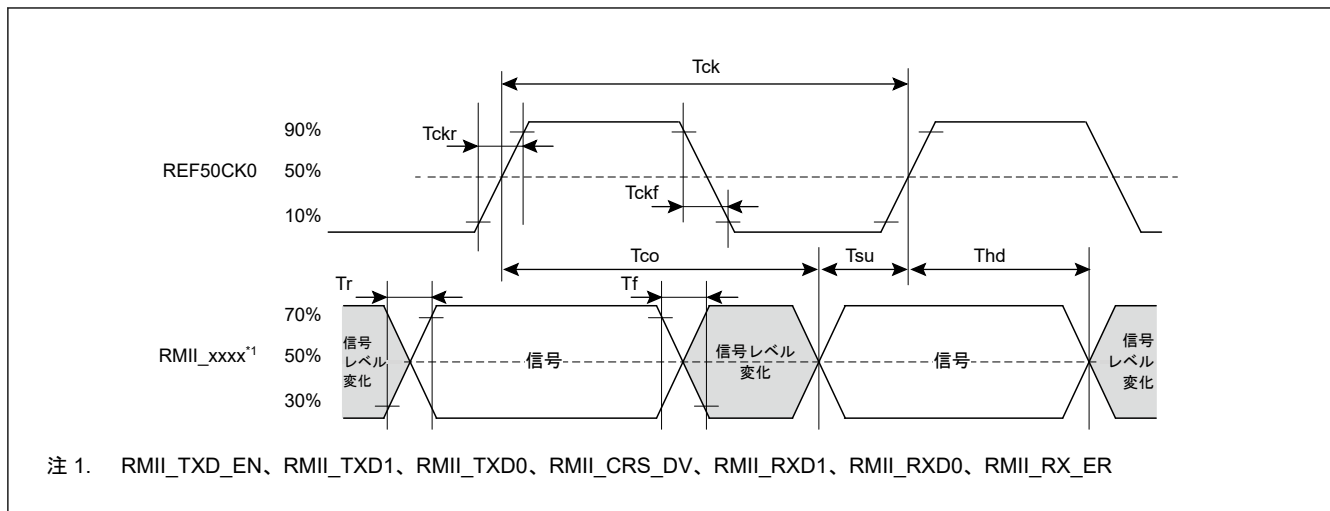 Tck
90%
Tckr
REF50CK0
50%
Tckf
10%
Tco
Tsu
Thd
Tr
Tf
70%
信号
レベル
変化
RMII_xxxx*1
50%
信号
信号レベル
変化
信号
信号
レベル
変化
30%
注 1. RMII_TXD_EN、RMII_TXD1、RMII_TXD0、RMII_CRS_DV、RMII_RXD1、RMII_RXD0、RMII_RX_ER